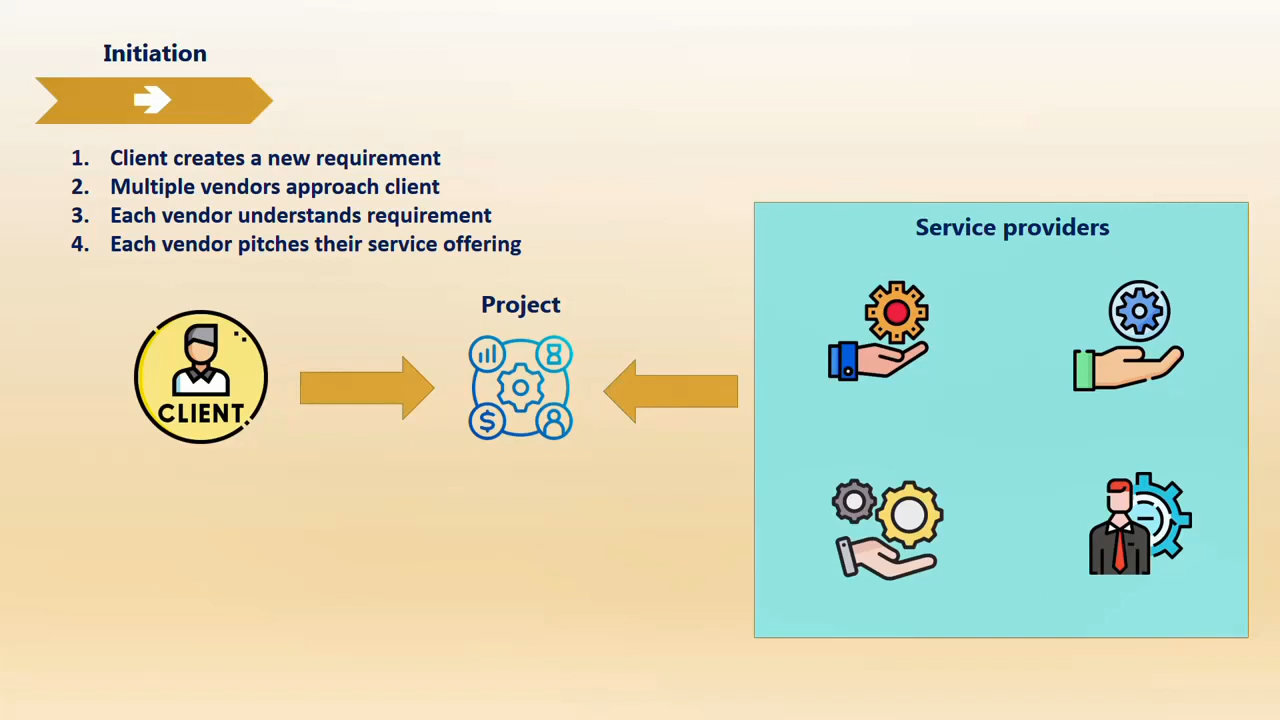 Initiation
1. Client creates a new requirement
2. Multiple vendors approach client
3. Each vendor understands requirement
4. Each vendor pitches their service offering
Service providers
Project
CLIENT
$